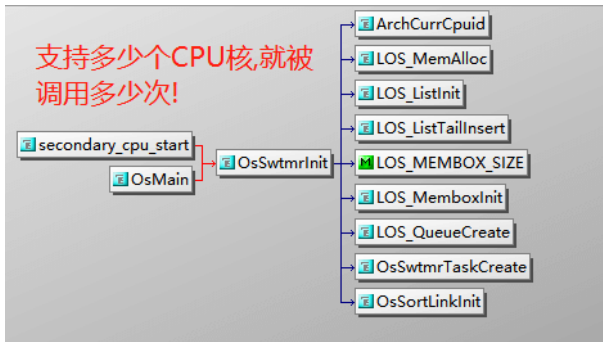 支持多少个CPU核,就被
调用多少次!
secondary_cpu_start
OsMain
OsSwtmrInit
ArchCurrCpuid
LOS_MemAlloc
LOS_ListInit
LOS_ListTailInsert
M LOS_MEMBOX_SIZE
LOS_MemboxInit
LOS_QueueCreate
OsSwtmrTaskCreate
OsSortLinkInit